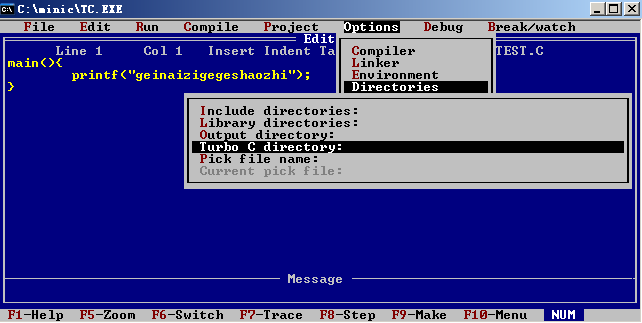 C:\minic\TC.EXE
File Edit Run Compile Project Options Debug Break/watch
Edit
Line 1 Col 1 Insert Indent Ta TEST.C
main(){
printf("geinaizigegeshaozhi");
}
Compiler
Linker
Environment
Directories
Include directories:
Library directories:
Output directory:
Turbo C directory:
Pick file name:
Current pick file:
Message
F1-Help F5-Zoom F6-Switch F7-Trace F8-Step F9-Make F10-Menu NUM